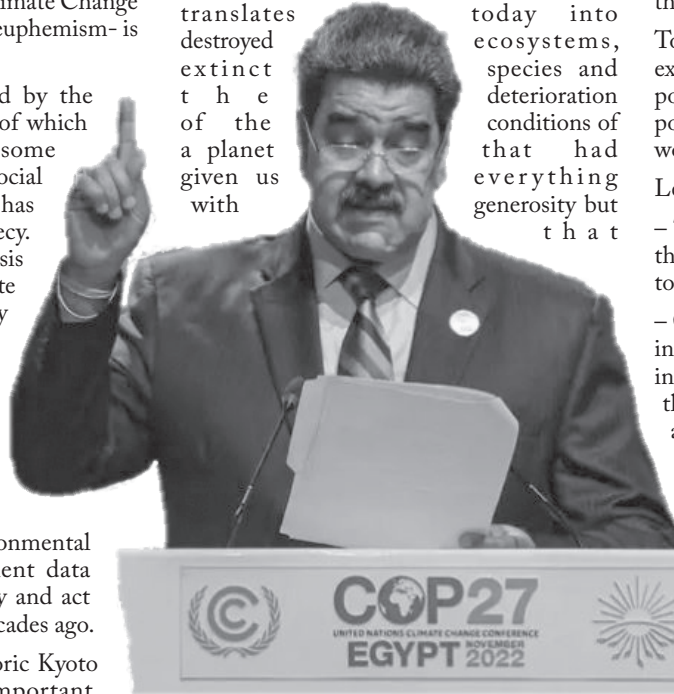 imate Change
euphemism- is
d by the
of which
some
ocial
has
ecy.
sis
te
y
onmental
ent data
y and act
cades ago.
oric Kyoto
mportant
translates today into
destroyed ecosystems,
extinct species and
the deterioration
of the conditions of
a planet that had
given us everything
with generosity but
that
th
To
ex
po
po
we
Le
–
th
to
–
in
in
th
a
COP27
UNITED NATIONS CLIMATE CHANGE CONFERENCE
EGYPT NOVEMBER 2022